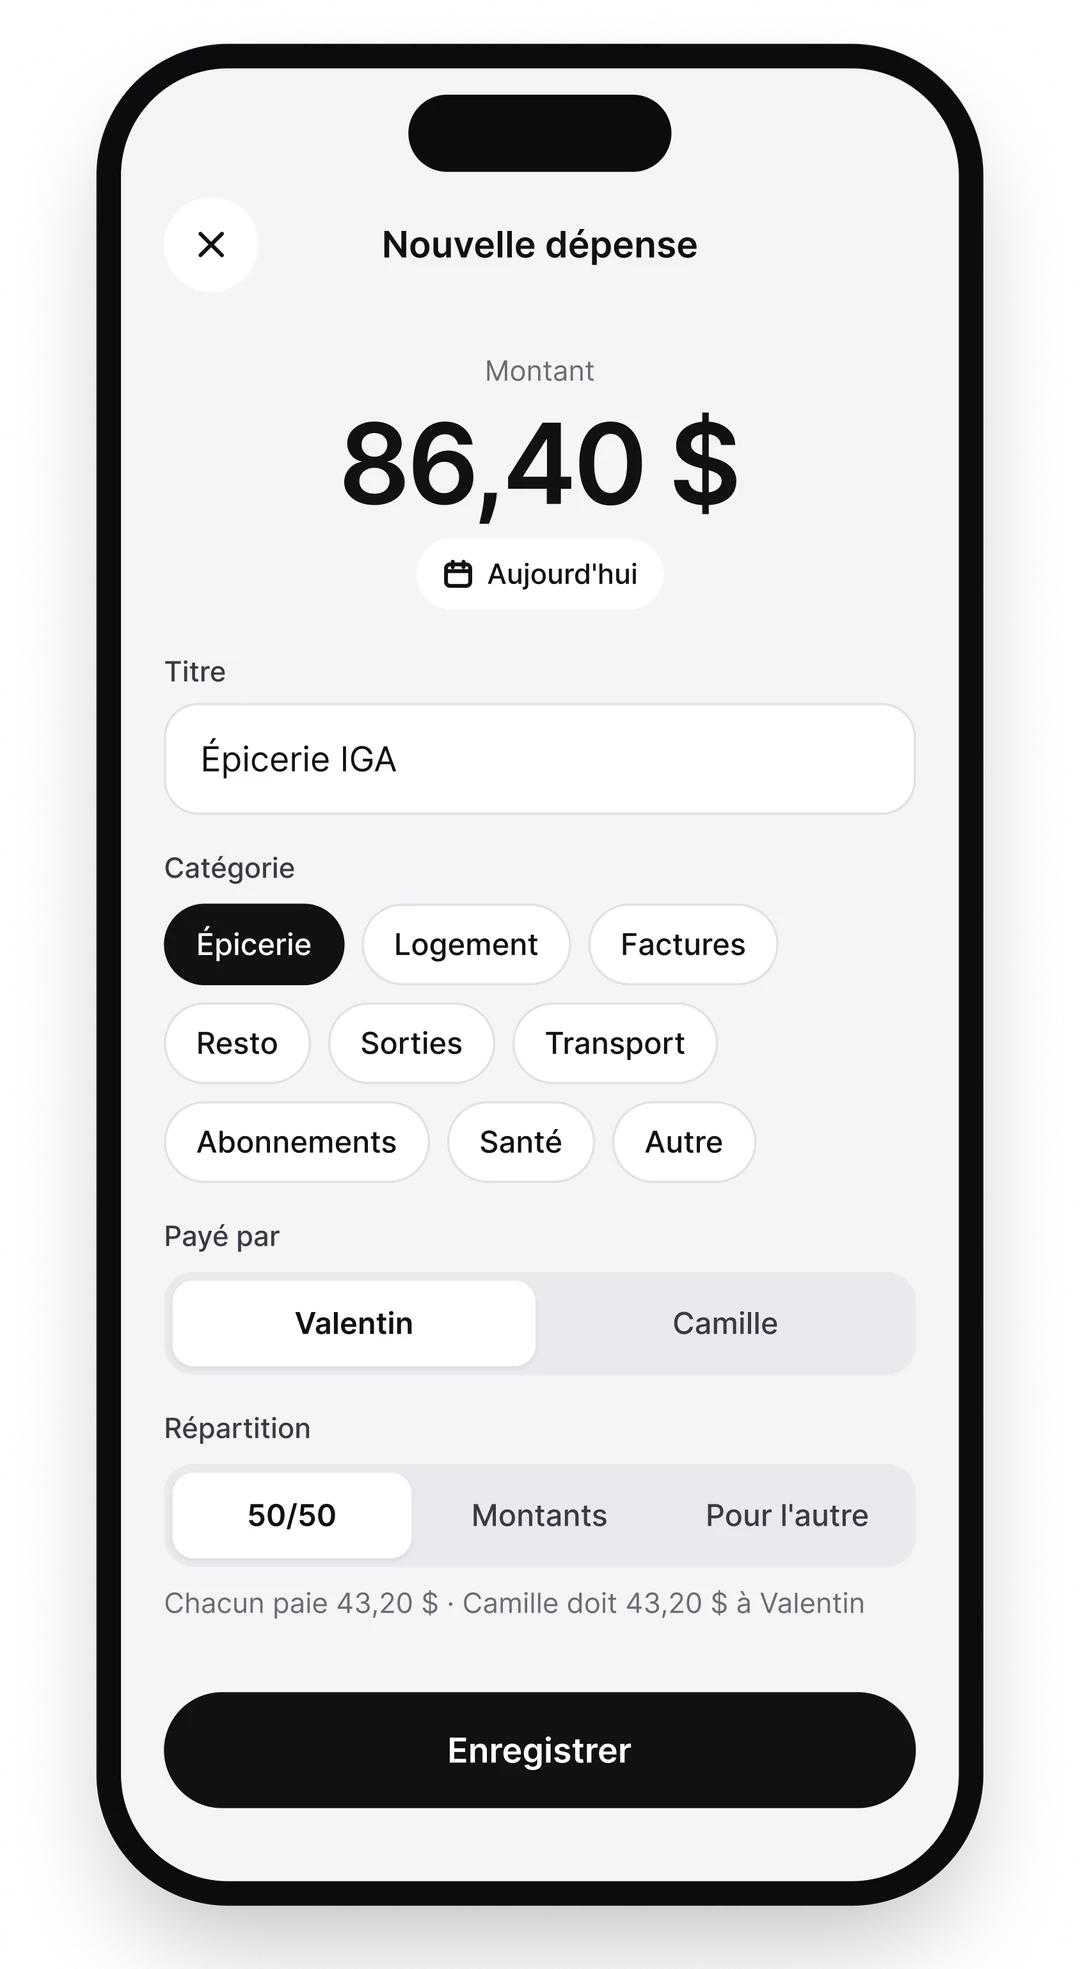 Nouvelle dépense
Montant
86,40 $
Aujourd'hui
Titre
Épicerie IGA
Catégorie
Épicerie Logement Factures
Resto Sorties Transport
Abonnements Santé Autre
Payé par
Valentin Camille
Répartition
50/50 Montants Pour l'autre
Chacun paie 43,20 $ · Camille doit 43,20 $ à Valentin
Enregistrer